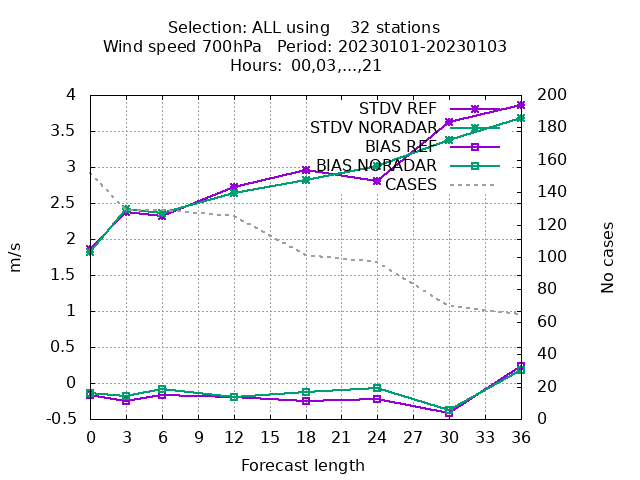 Selection: ALL using    32 stations
Wind speed 700hPa   Period: 20230101-20230103
Hours: 00,03,...,21
STDV REF
STDV NORADAR
BIAS REF
BIAS NORADAR
CASES
4
3.5
3
2.5
2
1.5
1
0.5
0
-0.5
m/s
200
180
160
140
120
100
80
60
40
20
0
No cases
0 3 6 9 12 15 18 21 24 27 30 33 36
Forecast length